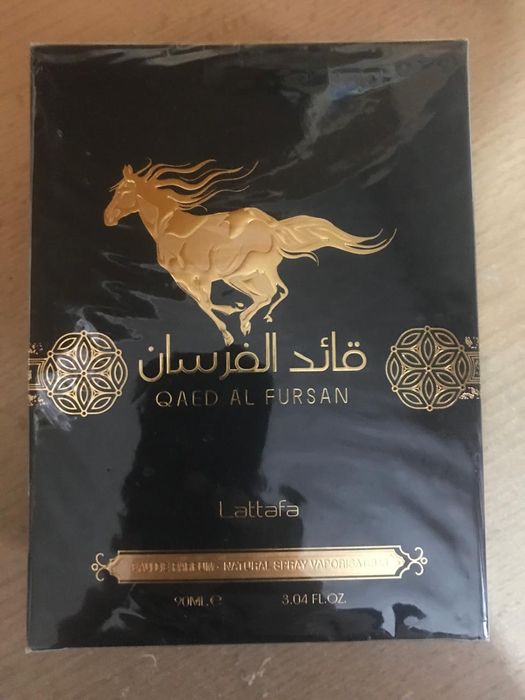 قائد الفرسان
QAED AL FURSAN
Lattafa
EAU DE PARFUM - NATURAL SPRAY VAPORISATEUR
90ML e 3.04 FL.OZ.